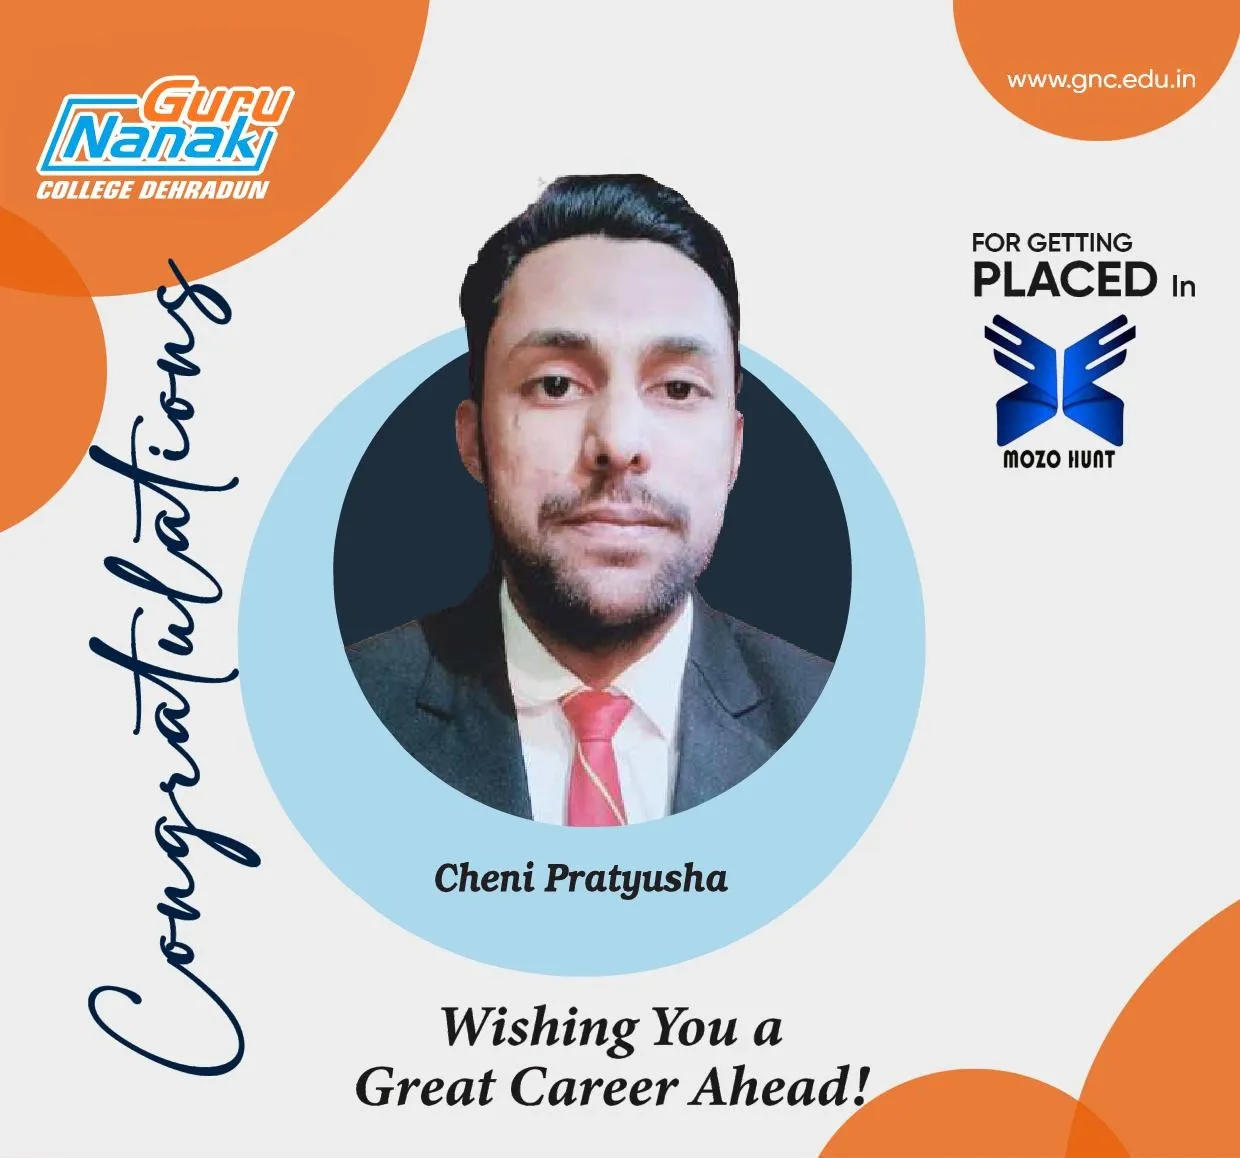 Guru
Nanak
COLLEGE DEHRADUN
www.gnc.edu.in
Congratulations
FOR GETTING
PLACED In
MOZO HUNT
Cheni Pratyusha
Wishing You a
Great Career Ahead!